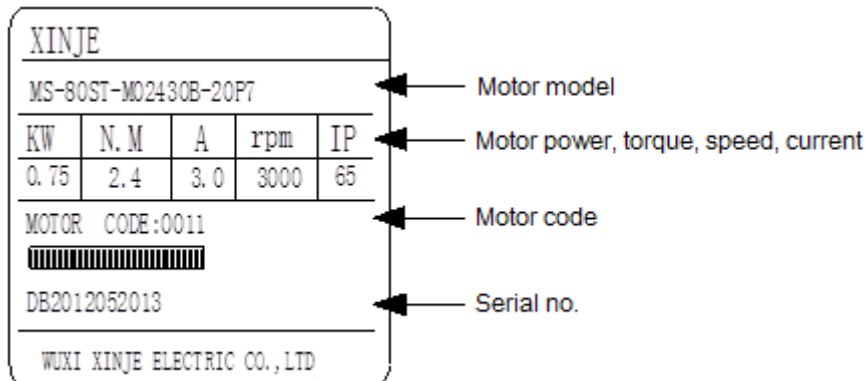 XINJE
MS-80ST-M02430B-20P7
Motor model
KW N.M A rpm IP
Motor power, torque, speed, current
0.75 2.4 3.0 3000 65
MOTOR CODE:0011
Motor code
DB2012052013
Serial no.
WUXI XINJE ELECTRIC CO.,LTD